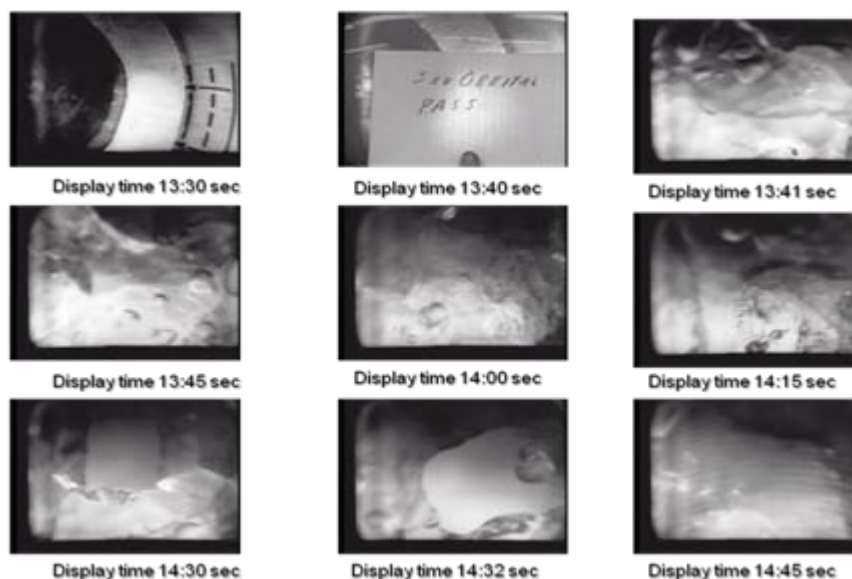 Display time 13:30 sec
3RD ORBITAL
PASS
Display time 13:40 sec
Display time 13:41 sec
Display time 13:45 sec
Display time 14:00 sec
Display time 14:15 sec
Display time 14:30 sec
Display time 14:32 sec
Display time 14:45 sec